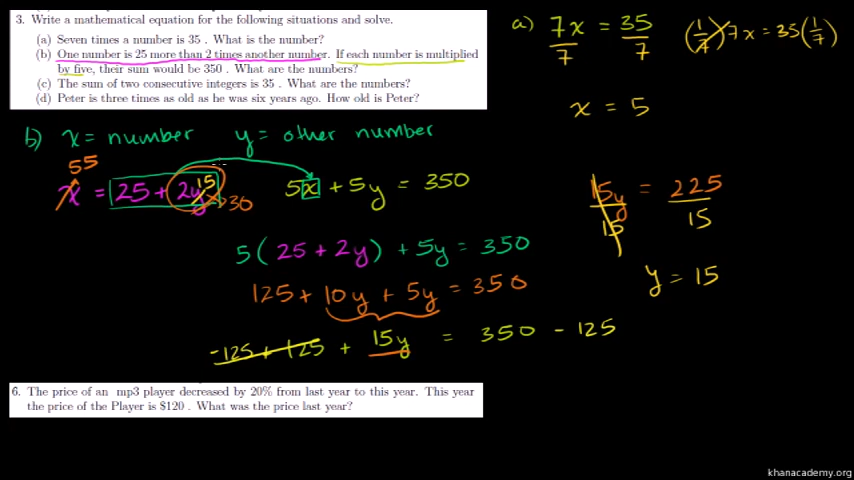 3. Write a mathematical equation for the following situations and solve.
(a) Seven times a number is 35 . What is the number?
(b) One number is 25 more than 2 times another number. If each number is multiplied
by five, their sum would be 350 . What are the numbers?
(c) The sum of two consecutive integers is 35 . What are the numbers?
(d) Peter is three times as old as he was six years ago. How old is Peter?
a) 7x = 35
7 7
(1/7) 7x = 35 (1/7)
x = 5
b) x = number y = other number
55
x = 25 + 2y 15 30
5x + 5y = 350
5(25 + 2y) + 5y = 350
125 + 10y + 5y = 350
-125 + 125 + 15y = 350 - 125
15y = 225
15 15
y = 15
6. The price of an mp3 player decreased by 20% from last year to this year. This year
the price of the Player is $120 . What was the price last year?
khanacademy.org